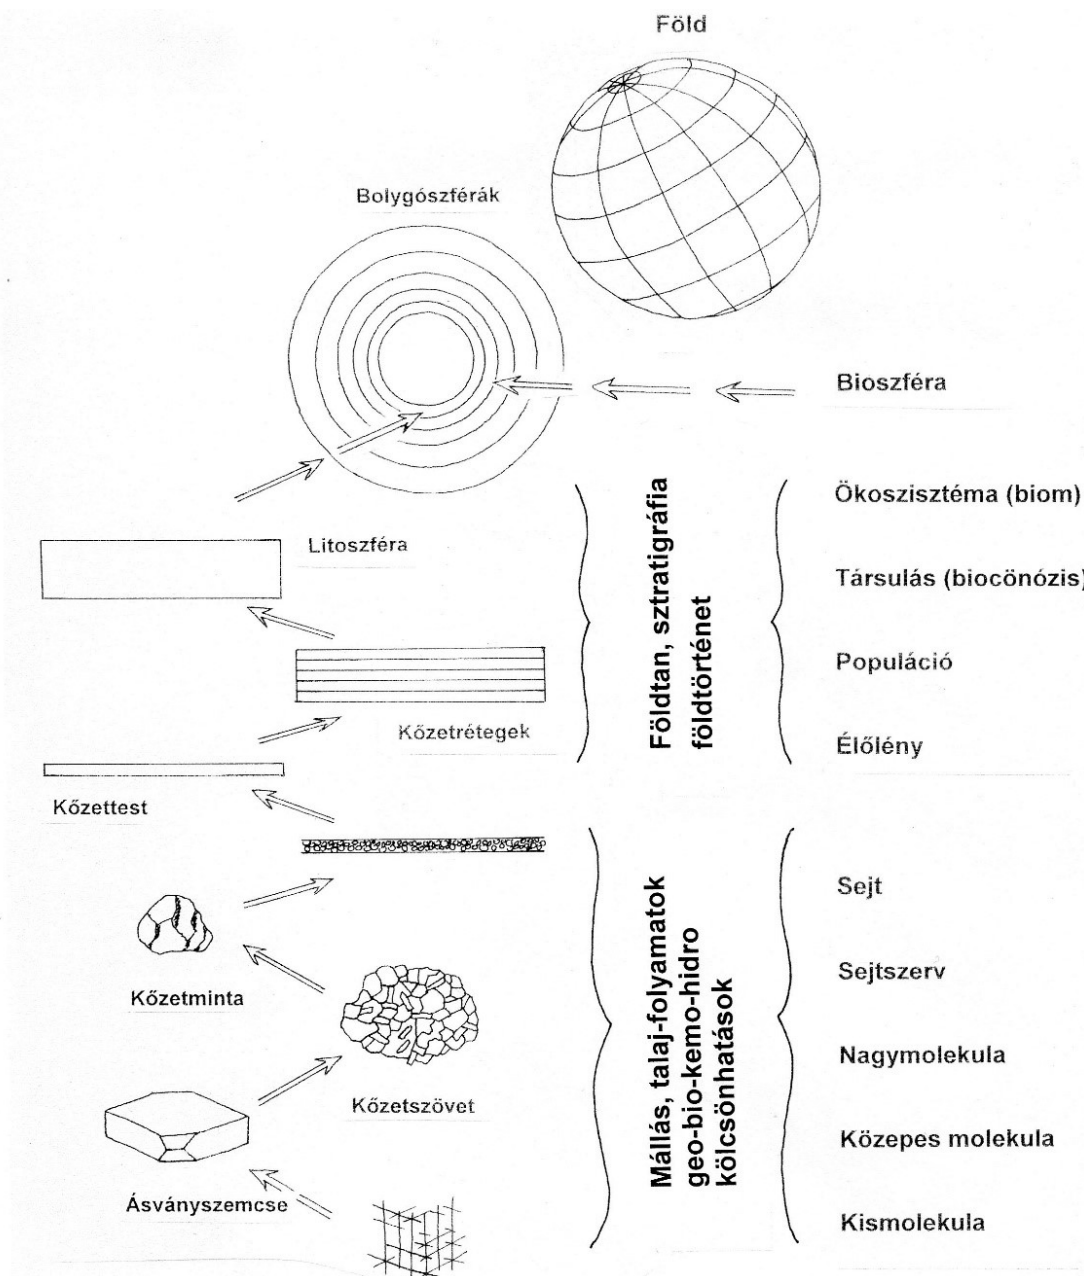 Föld
Bolygószférák
Bioszféra
Ökoszisztéma (biom)
Litoszféra
Társulás (biocönózis)
Földtan, sztratigráfia
földtörténet
Populáció
Kőzetrétegek
Élőlény
Kőzettest
Sejt
Sejtszerv
Kőzetminta
Mállás, talaj-folyamatok
geo-bio-kemo-hidro
kölcsönhatások
Nagymolekula
Kőzetszövet
Közepes molekula
Ásványszemcse
Kismolekula